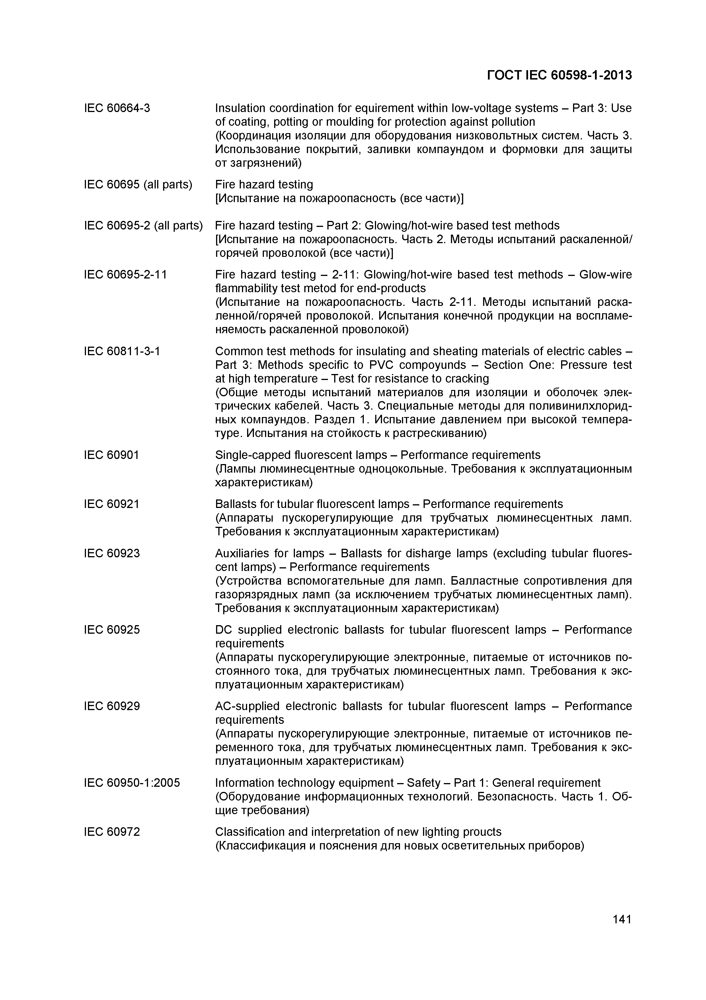 ГОСТ IEC 60598-1-2013
IEC 60664-3 Insulation coordination for equirement within low-voltage systems – Part 3: Use
of coating, potting or moulding for protection against pollution
(Координация изоляции для оборудования низковольтных систем. Часть 3.
Использование покрытий, заливки компаундом и формовки для защиты
от загрязнений)
IEC 60695 (all parts) Fire hazard testing
[Испытание на пожароопасность (все части)]
IEC 60695-2 (all parts) Fire hazard testing – Part 2: Glowing/hot-wire based test methods
[Испытание на пожароопасность. Часть 2. Методы испытаний раскаленной/
горячей проволокой (все части)]
IEC 60695-2-11 Fire hazard testing – 2-11: Glowing/hot-wire based test methods – Glow-wire
flammability test metod for end-products
(Испытание на пожароопасность. Часть 2-11. Методы испытаний раска-
ленной/горячей проволокой. Испытания конечной продукции на воспламе-
няемость раскаленной проволокой)
IEC 60811-3-1 Common test methods for insulating and sheating materials of electric cables –
Part 3: Methods specific to PVC compoyunds – Section One: Pressure test
at high temperature – Test for resistance to cracking
(Общие методы испытаний материалов для изоляции и оболочек элек-
трических кабелей. Часть 3. Специальные методы для поливинилхлорид-
ных компаундов. Раздел 1. Испытание давлением при высокой темпера-
туре. Испытания на стойкость к растрескиванию)
IEC 60901 Single-capped fluorescent lamps – Performance requirements
(Лампы люминесцентные одноцокольные. Требования к эксплуатационным
характеристикам)
IEC 60921 Ballasts for tubular fluorescent lamps – Performance requirements
(Аппараты пускорегулирующие для трубчатых люминесцентных ламп.
Требования к эксплуатационным характеристикам)
IEC 60923 Auxiliaries for lamps – Ballasts for disharge lamps (excluding tubular fluores-
cent lamps) – Performance requirements
(Устройства вспомогательные для ламп. Балластные сопротивления для
газорязрядных ламп (за исключением трубчатых люминесцентных ламп).
Требования к эксплуатационным характеристикам)
IEC 60925 DC supplied electronic ballasts for tubular fluorescent lamps – Performance
requirements
(Аппараты пускорегулирующие электронные, питаемые от источников по-
стоянного тока, для трубчатых люминесцентных ламп. Требования к экс-
плуатационным характеристикам)
IEC 60929 AC-supplied electronic ballasts for tubular fluorescent lamps – Performance
requirements
(Аппараты пускорегулирующие электронные, питаемые от источников пе-
ременного тока, для трубчатых люминесцентных ламп. Требования к экс-
плуатационным характеристикам)
IEC 60950-1:2005 Information technology equipment – Safety – Part 1: General requirement
(Оборудование информационных технологий. Безопасность. Часть 1. Об-
щие требования)
IEC 60972 Classification and interpretation of new lighting proucts
(Классификация и пояснения для новых осветительных приборов)
141